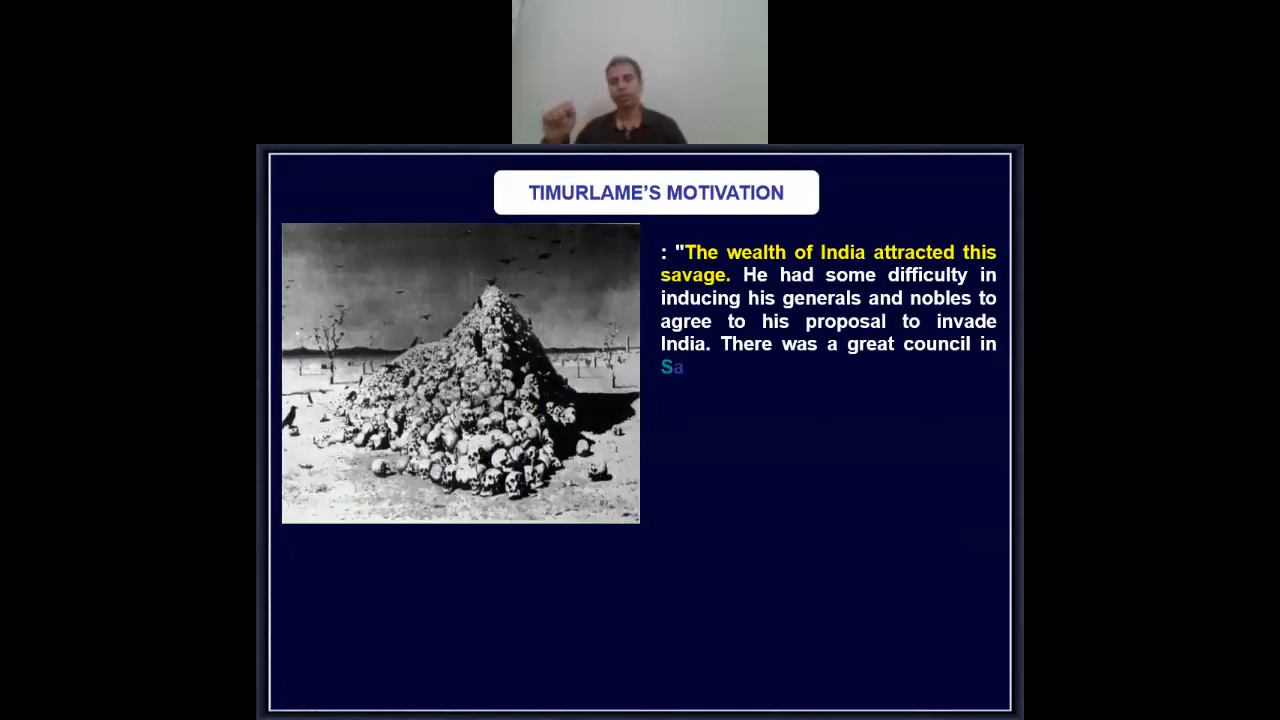 TIMURLAME'S MOTIVATION
: "The wealth of India attracted this
savage. He had some difficulty in
inducing his generals and nobles to
agree to his proposal to invade
India. There was a great council in
Sa